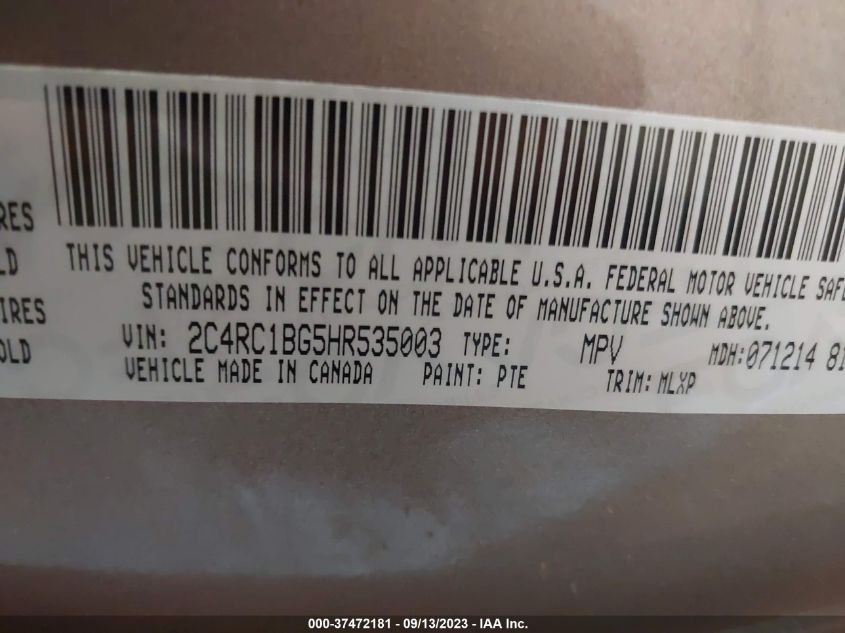 RES
LD
IRES
OLD
THIS VEHICLE CONFORMS TO ALL APPLICABLE U.S.A. FEDERAL MOTOR VEHICLE SAFE
STANDARDS IN EFFECT ON THE DATE OF MANUFACTURE SHOWN ABOVE.
VIN: 2C4RC1BG5HR535003 TYPE: MPV MDH:071214 81
VEHICLE MADE IN CANADA PAINT: PTE TRIM: MLXP
000-37472181 - 09/13/2023 - IAA Inc.